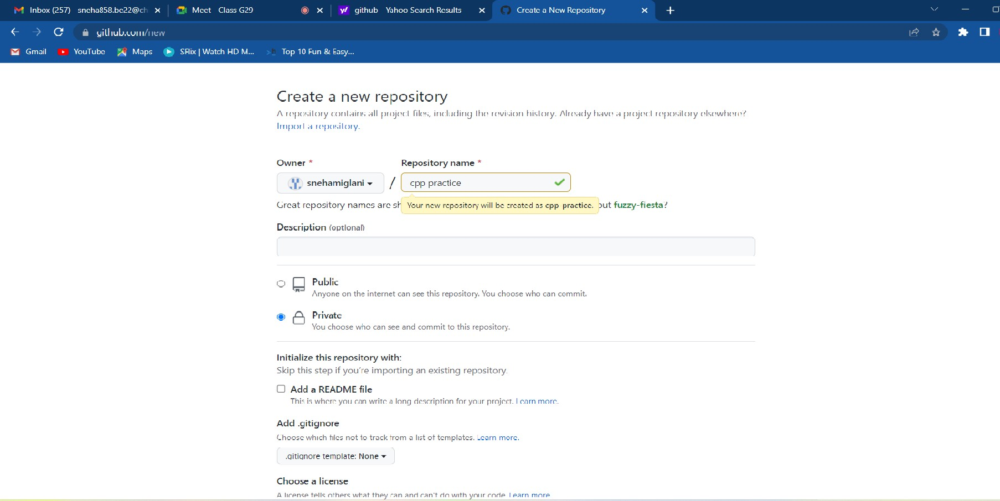 Inbox (257) sneha858.be22@ch
Meet Class G29
github Yahoo Search Results
Create a New Repository
github.com/new
Gmail
YouTube
Maps
SFlix | Watch HD M...
Top 10 Fun & Easy...
Create a new repository
A repository contains all project files, including the revision history. Already have a project repository elsewhere?
Import a repository.
Owner *
Repository name *
snehamiglani
/
cpp practice
Great repository names are sh
Your new repository will be created as cpp practice.
out fuzzy-fiesta?
Description (optional)
Public
Anyone on the internet can see this repository. You choose who can commit.
Private
You choose who can see and commit to this repository.
Initialize this repository with:
Skip this step if you're importing an existing repository.
Add a README file
This is where you can write a long description for your project. Learn more.
Add .gitignore
Choose which files not to track from a list of templates. Learn more.
.gitignore template: None
Choose a license
A license tells others what they can and can't do with your code. Learn more